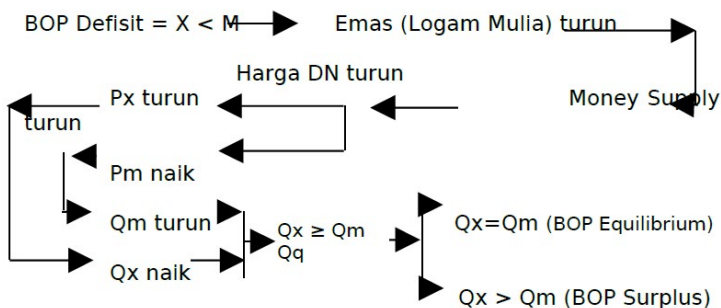 BOP Defisit = X < M
Emas (Logam Mulia) turun
Harga DN turun
Px turun
Money Supply
turun
Pm naik
Qm turun
Qx ≥ Qm
Qq
Qx=Qm (BOP Equilibrium)
Qx naik
Qx > Qm (BOP Surplus)